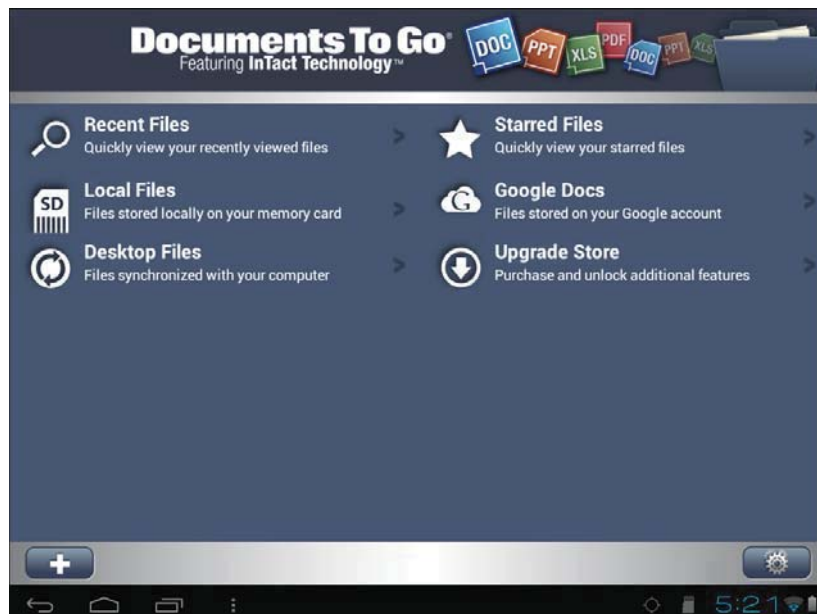 Documents To Go®
Featuring InTact Technology™
DOC
PPT
XLS
PDF
DOC
PPT
XLS
Recent Files
Quickly view your recently viewed files
Starred Files
Quickly view your starred files
Local Files
Files stored locally on your memory card
SD
Google Docs
Files stored on your Google account
G
Desktop Files
Files synchronized with your computer
Upgrade Store
Purchase and unlock additional features
5:21